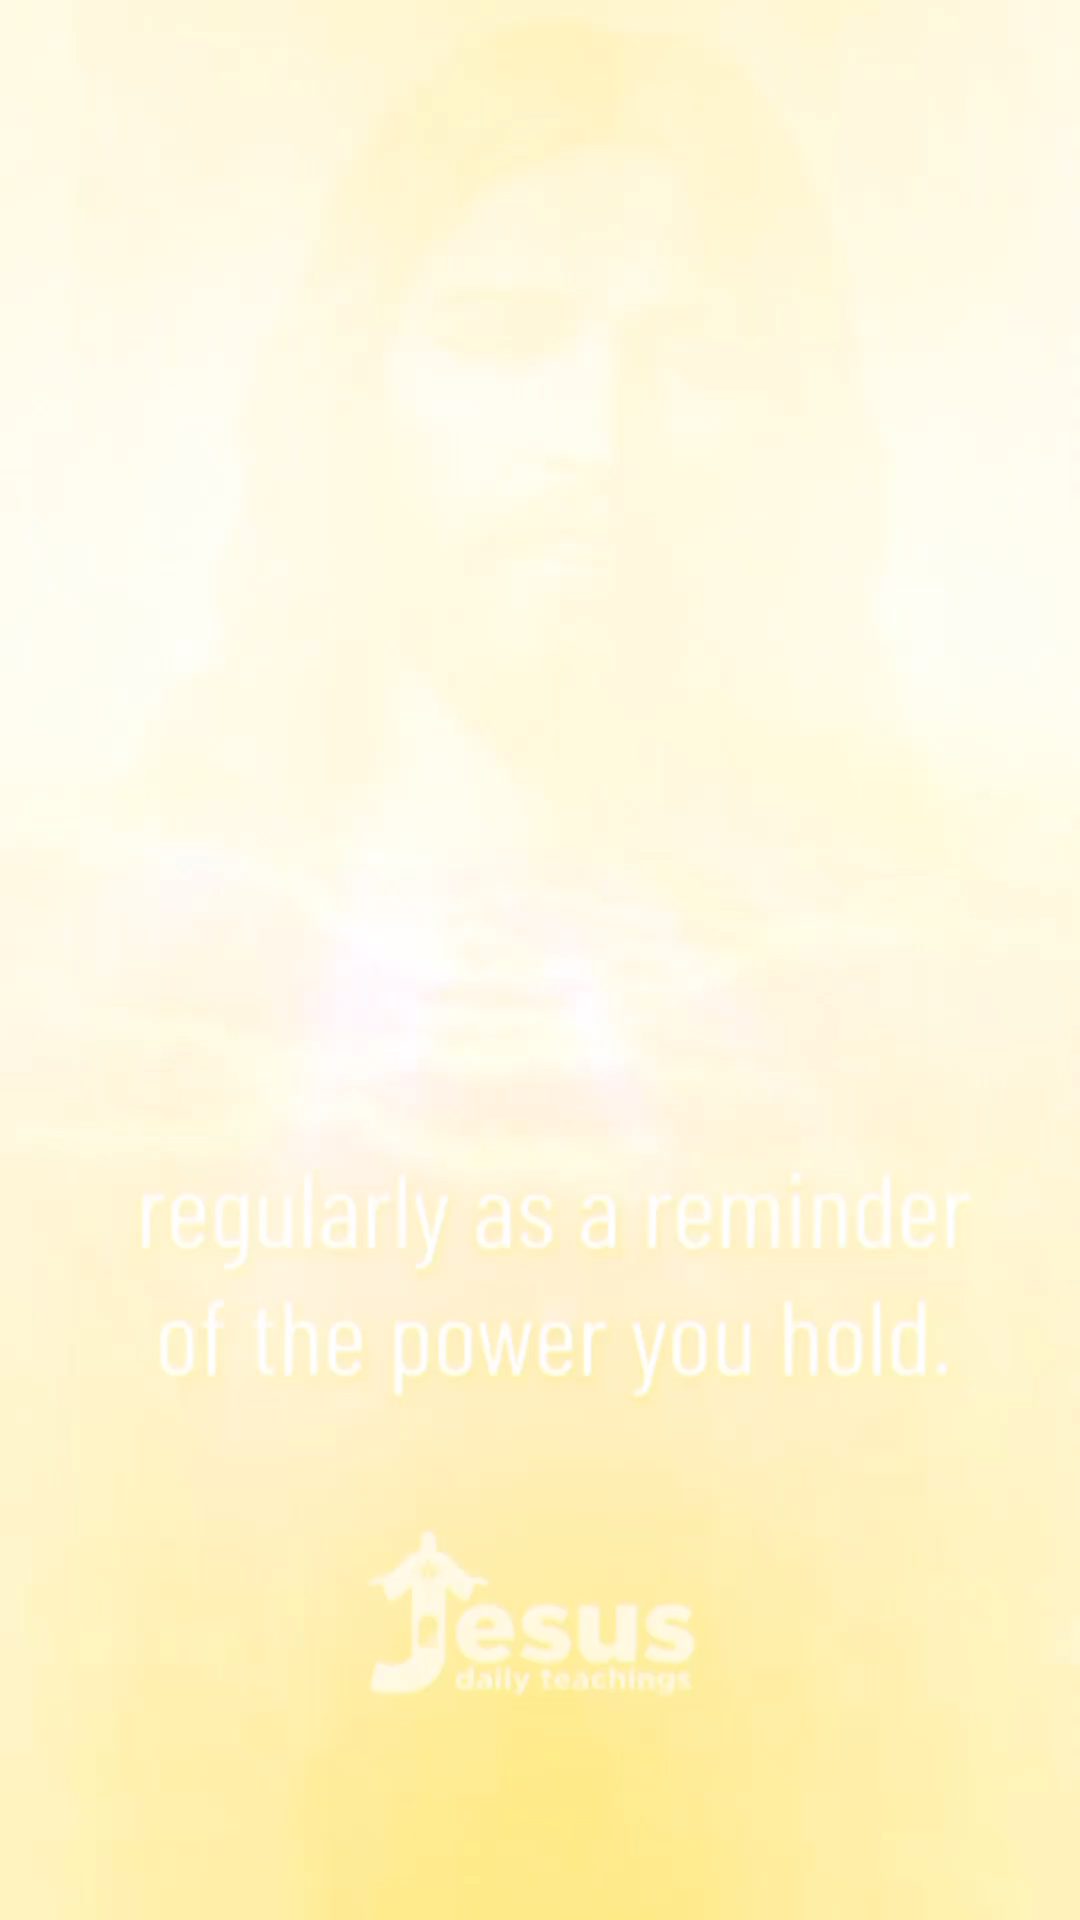 regularly as a reminder
of the power you hold.
Jesus
daily teachings